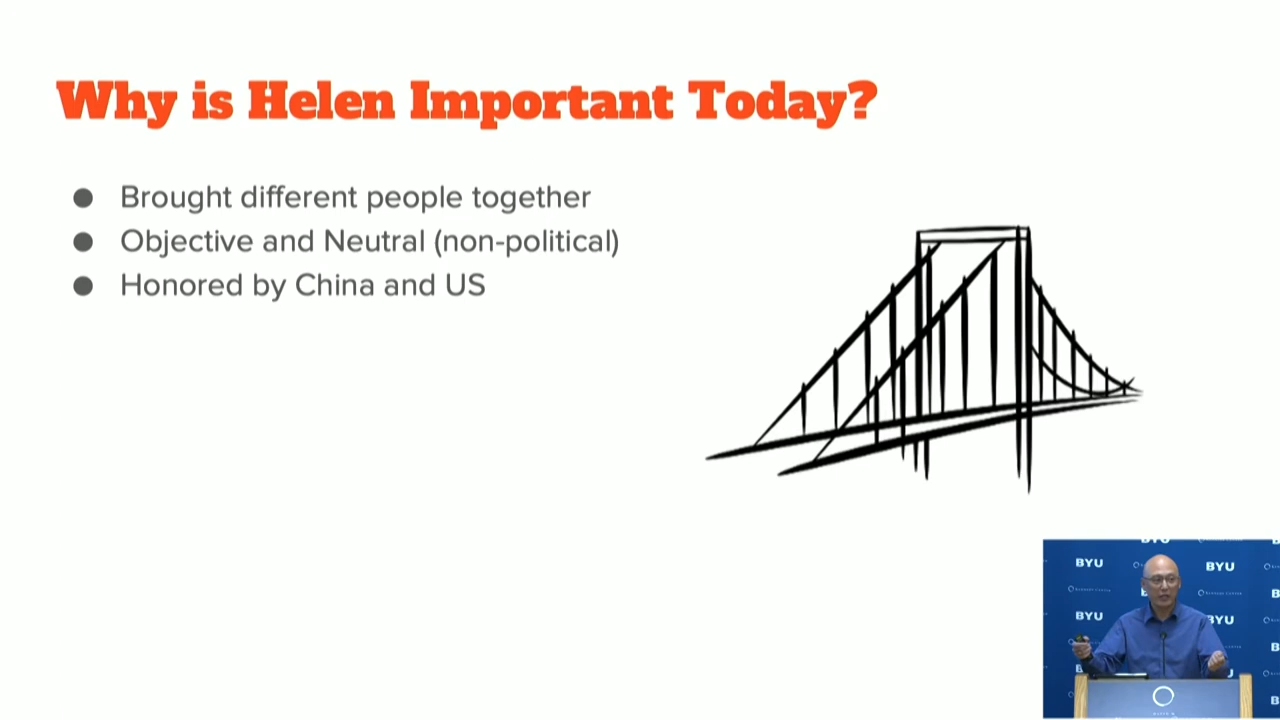 Why is Helen Important Today?
● Brought different people together
● Objective and Neutral (non-political)
● Honored by China and US
BYU
BYU
BYU
BYU